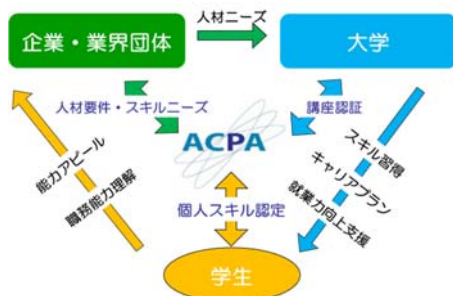 人材ニーズ
企業・業界団体
大学
人材要件・スキルニーズ
講座認証
ACPA
能力アピール
職務能力理解
スキル習得
キャリアプラン
就業力向上支援
個人スキル認定
学生